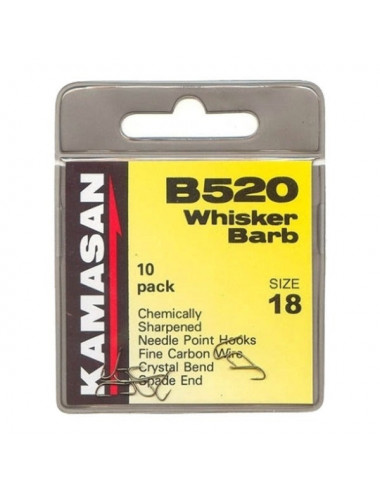 KAMASAN
B520
Whisker
Barb
10
pack
SIZE
18
Chemically
Sharpened
Needle Point Hooks
Fine Carbon Wire
Crystal Bend
Spade End